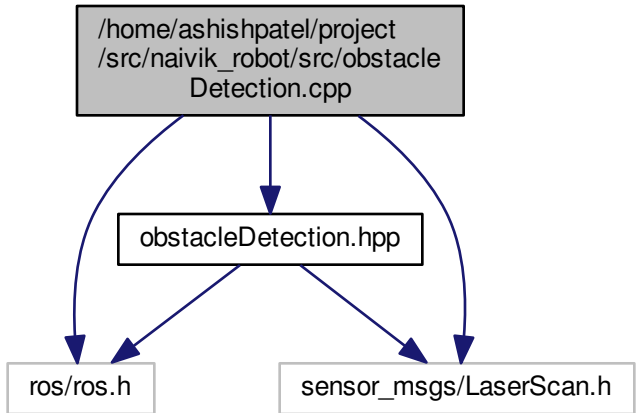 /home/ashishpatel/project
/src/naivik_robot/src/obstacle
Detection.cpp
obstacleDetection.hpp
ros/ros.h
sensor_msgs/LaserScan.h